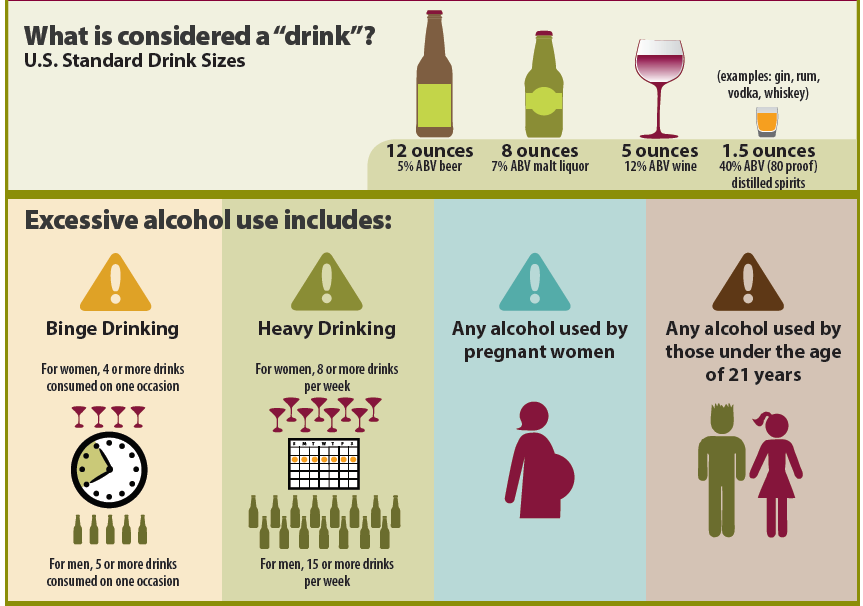 What is considered a “drink”?
U.S. Standard Drink Sizes
(examples: gin, rum,
vodka, whiskey)
12 ounces
5% ABV beer
8 ounces
7% ABV malt liquor
5 ounces
12% ABV wine
1.5 ounces
40% ABV (80 proof)
distilled spirits
Excessive alcohol use includes:
Binge Drinking
For women, 4 or more drinks
consumed on one occasion
For men, 5 or more drinks
consumed on one occasion
Heavy Drinking
For women, 8 or more drinks
per week
S M T W T F S
For men, 15 or more drinks
per week
Any alcohol used by
pregnant women
Any alcohol used by
those under the age
of 21 years